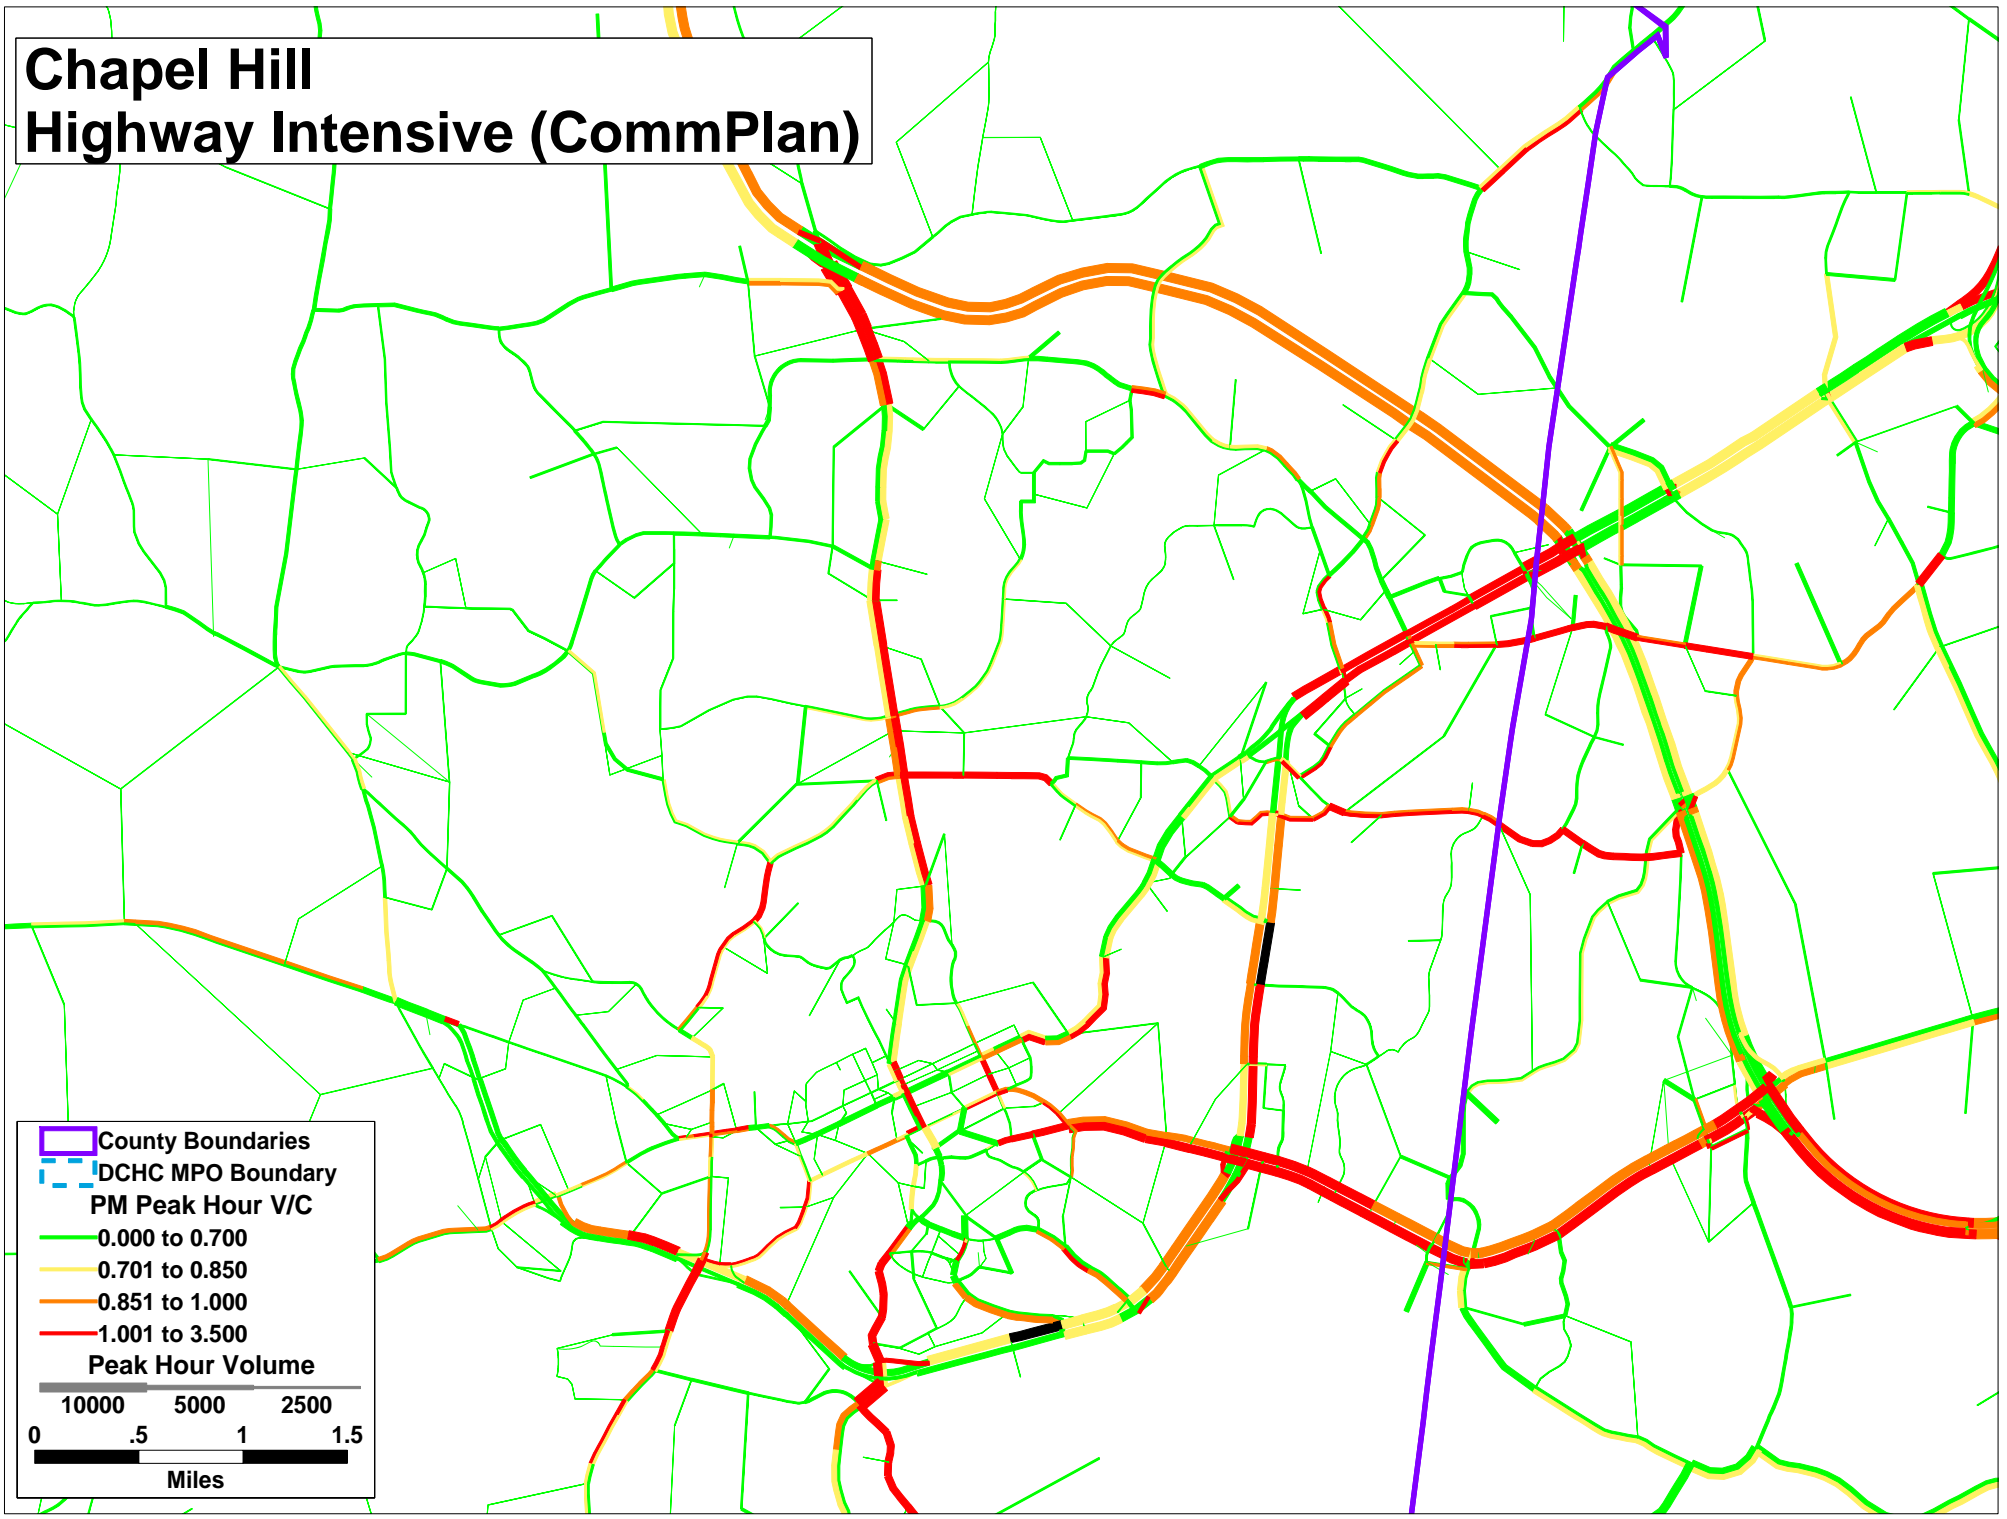 Chapel Hill
Highway Intensive (CommPlan)
County Boundaries
DCHC MPO Boundary
PM Peak Hour V/C
0.000 to 0.700
0.701 to 0.850
0.851 to 1.000
1.001 to 3.500
Peak Hour Volume
10000 5000 2500
0 .5 1 1.5
Miles